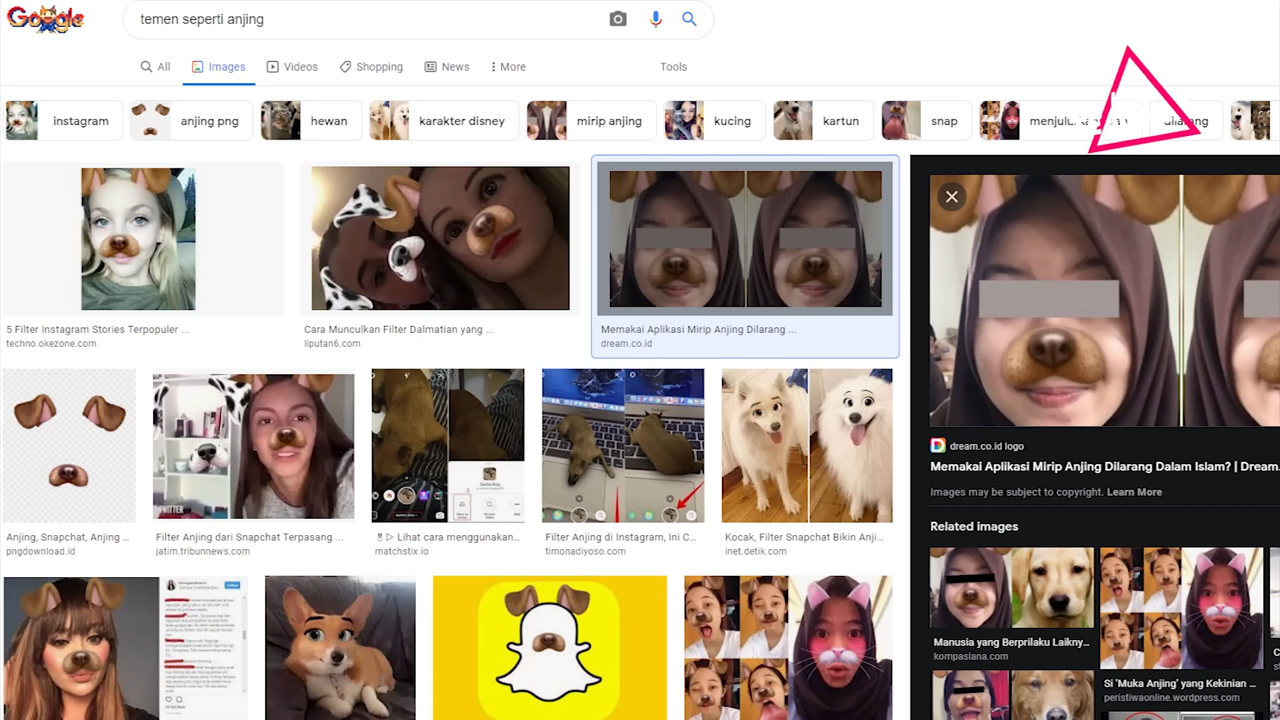 Google
temen seperti anjing
All
Images
Videos
Shopping
News
More
Tools
instagram
anjing png
hewan
karakter disney
mirip anjing
kucing
kartun
snap
5 Filter Instagram Stories Terpopuler ...
techno.okezone.com
Cara Munculkan Filter Dalmatian yang ...
liputan6.com
Memakai Aplikasi Mirip Anjing Dilarang ...
dream.co.id
Anjing, Snapchat, Anjing ...
pngdownload.id
Filter Anjing dari Snapchat Terpasang ...
jatim.tribunnews.com
Lihat cara menggunakan...
matchstix.io
Filter Anjing di Instagram, Ini C...
timonadiyoso.com
Kocak, Filter Snapchat Bikin Anji...
inet.detik.com
dream.co.id logo
Memakai Aplikasi Mirip Anjing Dilarang Dalam Islam? | Dream
Images may be subject to copyright. Learn More
Related images
Manusia yang Berprilaku Anjiny...
kompasiana.com
Si 'Muka Anjing' yang Kekinian ...
peristiwaonline.wordpress.com